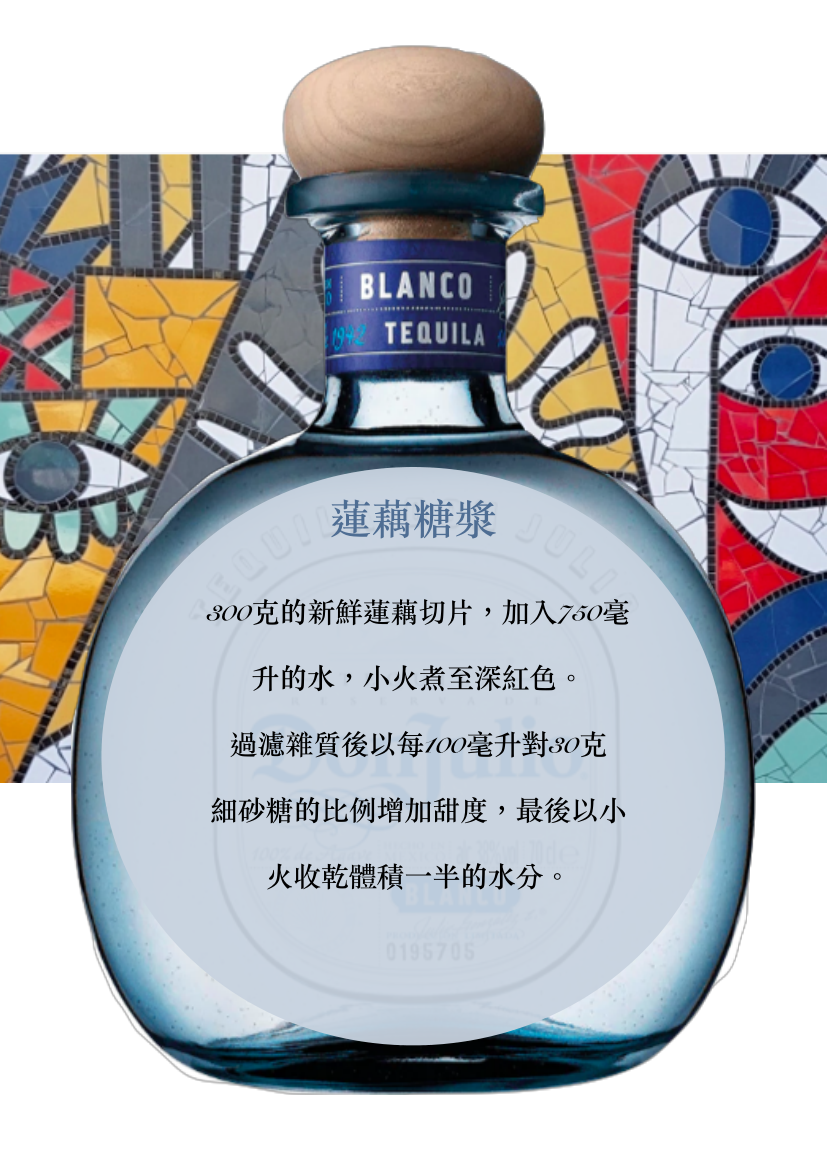 BLANCO
1942 TEQUILA
蓮藕糖漿
300克的新鮮蓮藕切片，加入750毫
升的水，小火煮至深紅色。
過濾雜質後以每100毫升對30克
細砂糖的比例增加甜度，最後以小
火收乾體積一半的水分。
TEQUILA DON JULIO
RESERVA DE
Don Julio
BLANCO
0195705